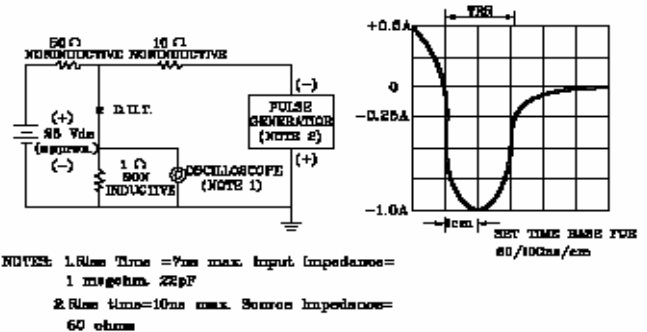 50 Ω
NONINDUCTIVE
10 Ω
NONINDUCTIVE
D.U.T.
(+)
25 Vdc
(approx.)
(-)
1 Ω
NON
INDUCTIVE
OSCILLOSCOPE
(NOTE 1)
(-)
PULSE
GENERATOR
(NOTE 2)
(+)
TRR
+0.5A
0
-0.25A
-1.0A
1cm
SET TIME BASE FOR
50/100ns/cm
NOTES: 1.Rise Time =7ns max. Input Impedance=
1 megohm. 22pF
2.Rise time=10ns max. Source Impedance=
50 ohms